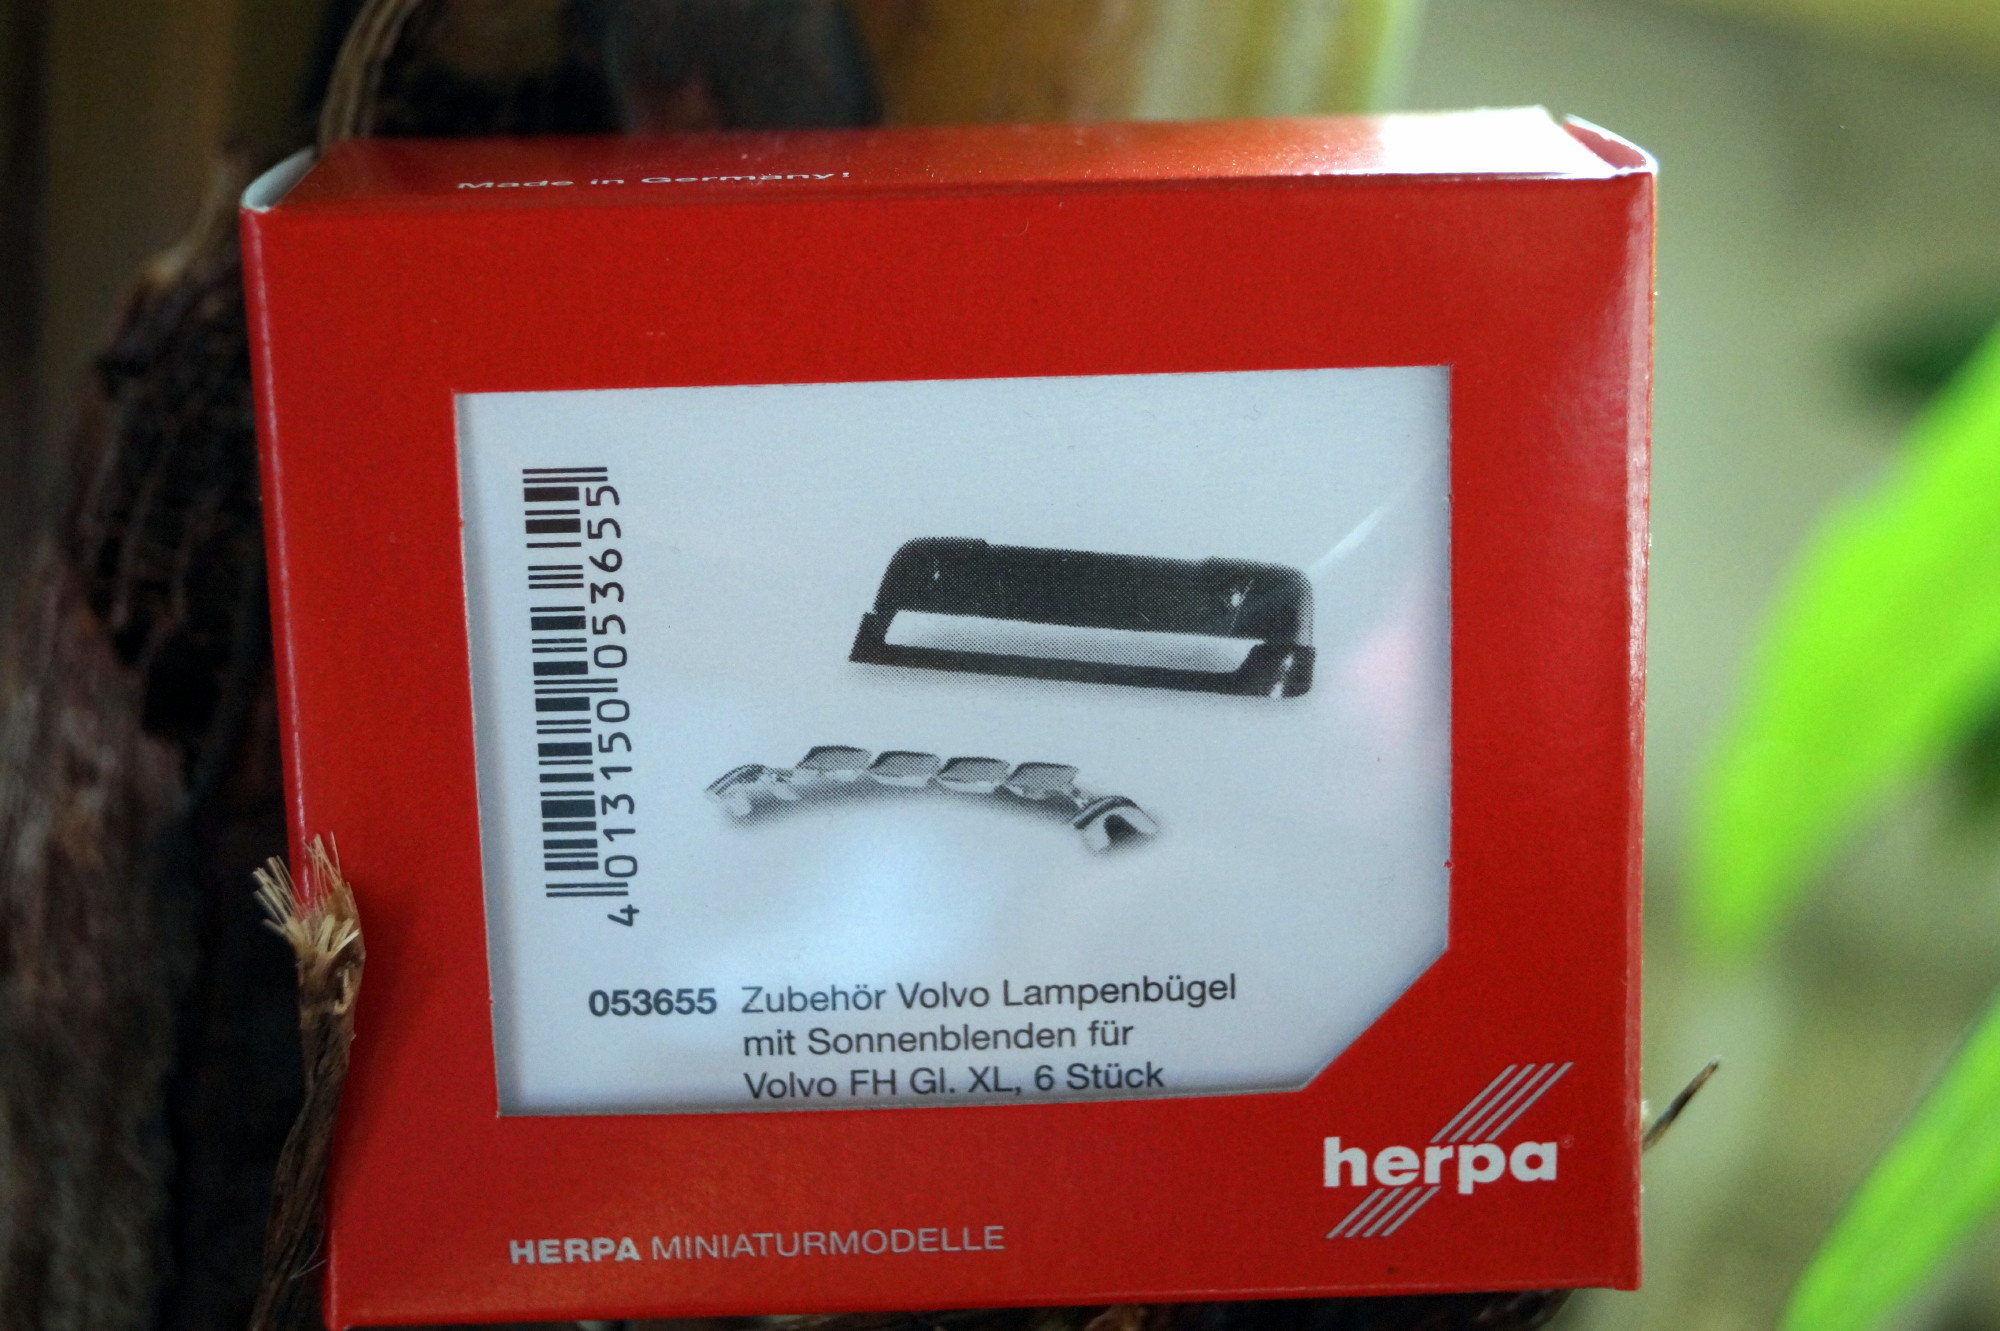 Made in Germany!
4 013150 053655
053655 Zubehör Volvo Lampenbügel
mit Sonnenblenden für
Volvo FH Gl. XL, 6 Stück
herpa
HERPA MINIATURMODELLE